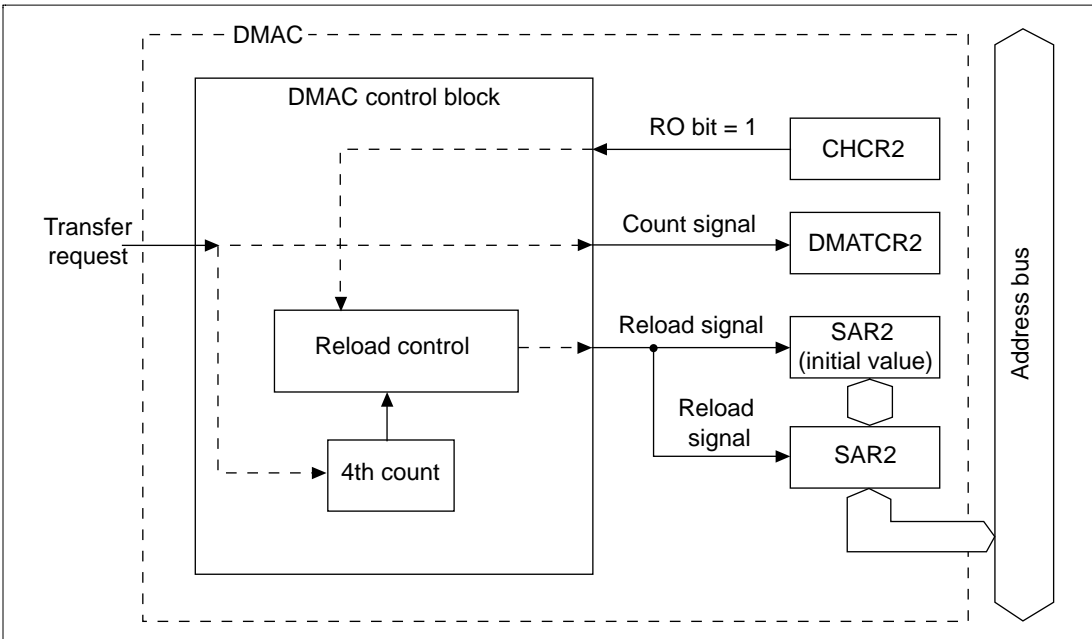 DMAC
DMAC control block
RO bit = 1
CHCR2
Transfer
request
Count signal
DMATCR2
Reload control
Reload signal
SAR2
(initial value)
Reload
signal
4th count
SAR2
Address bus